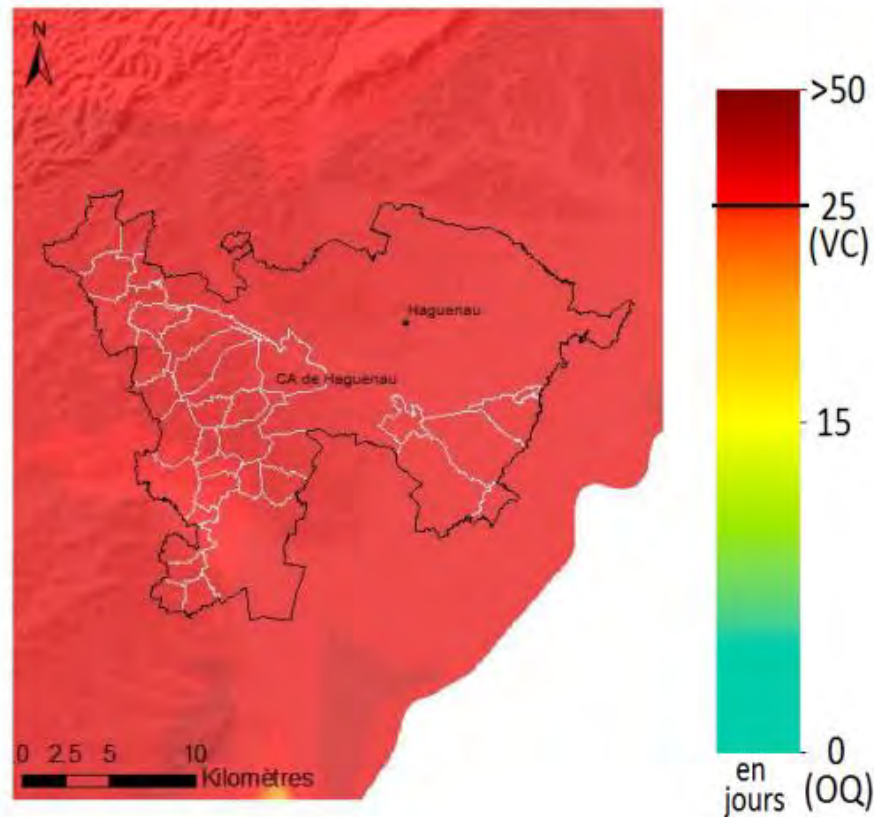 N
Haguenau
CA de Haguenau
0 2.5 5 10
Kilomètres
>50
25
(VC)
15
0
(OQ)
en
jours